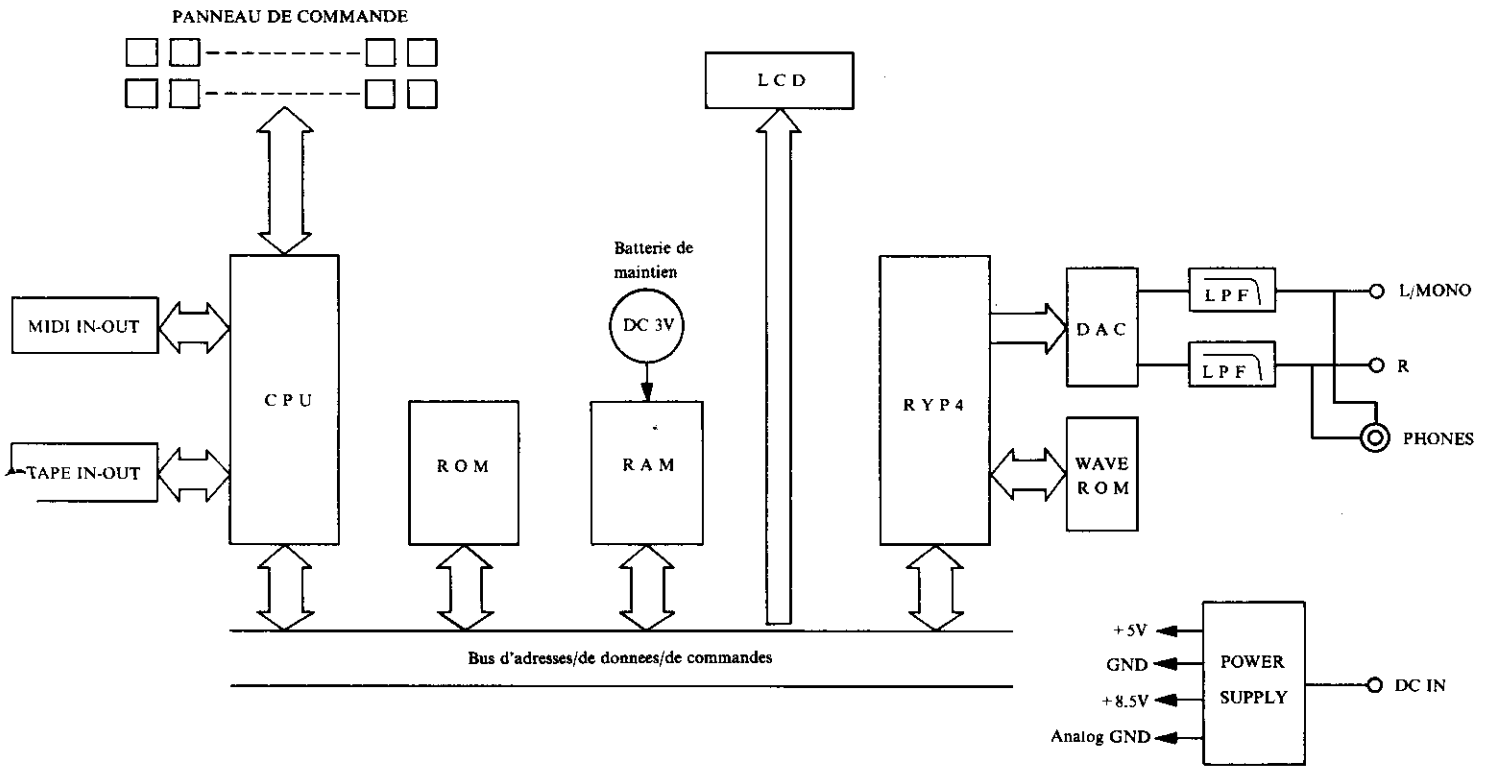 PANNEAU DE COMMANDE
LCD
Batterie de
maintien
DC 3V
MIDI IN-OUT
TAPE IN-OUT
CPU
ROM
RAM
RYP4
DAC
WAVE
ROM
LPF
LPF
L/MONO
R
PHONES
Bus d'adresses/de donnees/de commandes
+5V
GND
+8.5V
Analog GND
POWER
SUPPLY
DC IN